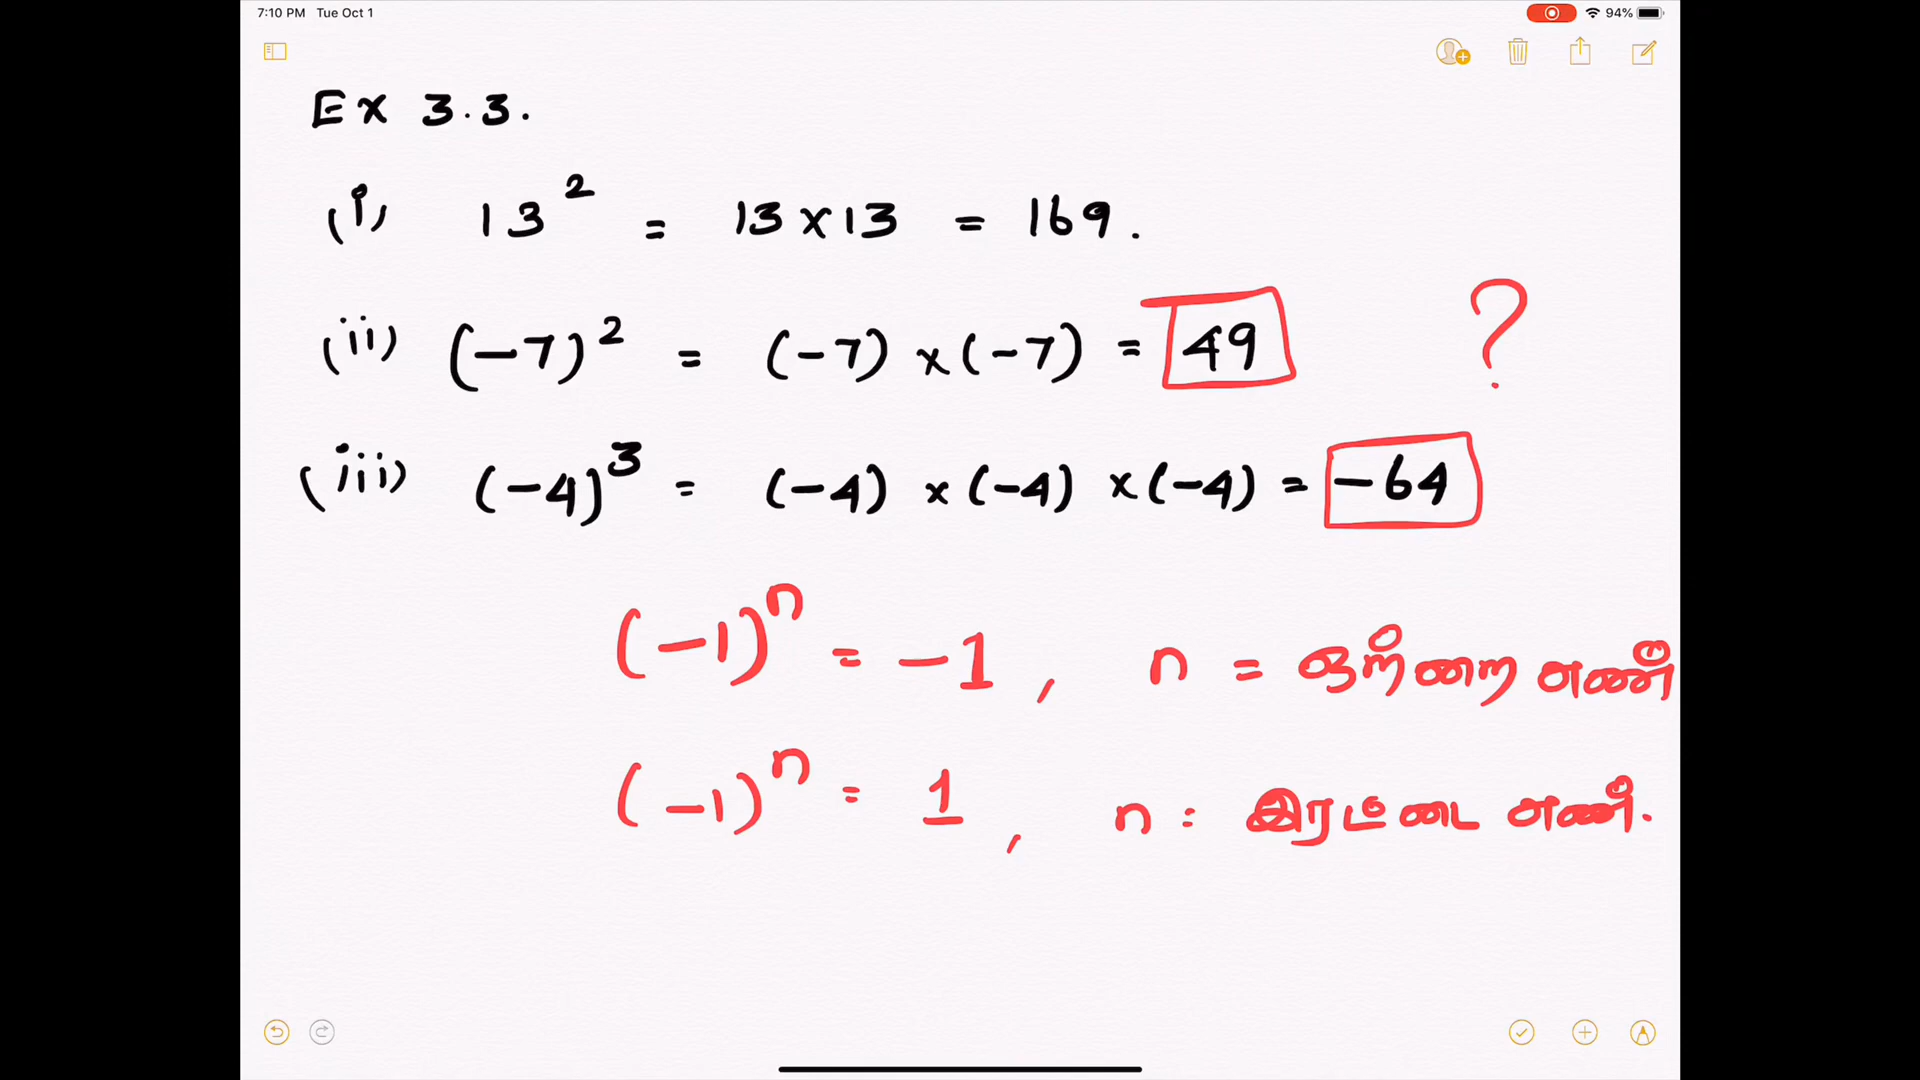 7:10 PM Tue Oct 1
94%
Ex 3.3.
(i) 13² = 13 × 13 = 169.
(ii) (-7)² = (-7) × (-7) = 49 ?
(iii) (-4)³ = (-4) × (-4) × (-4) = -64
(-1)ⁿ = -1, n = ஒற்றை எண்
(-1)ⁿ = 1, n = இரட்டை எண்.